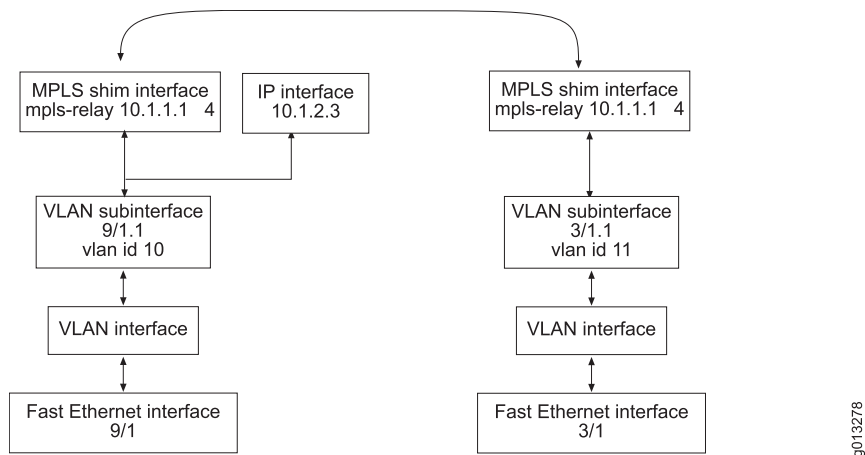 MPLS shim interface
mpls-relay 10.1.1.1 4
IP interface
10.1.2.3
MPLS shim interface
mpls-relay 10.1.1.1 4
VLAN subinterface
9/1.1
vlan id 10
VLAN subinterface
3/1.1
vlan id 11
VLAN interface
VLAN interface
Fast Ethernet interface
9/1
Fast Ethernet interface
3/1
g013278